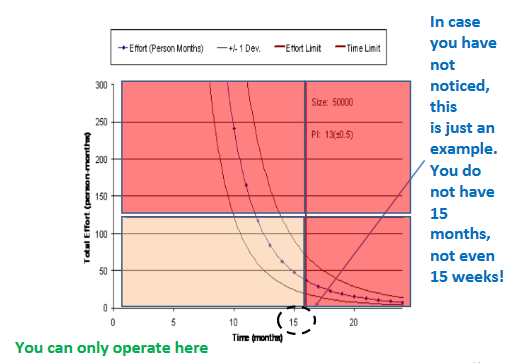 Effort (Person Months)
+/- 1 Dev.
Effort Limit
Time Limit
In case
you have
not
noticed,
this
is just an
example.
You do
not have
15
months,
not even
15 weeks!
Total Effort (person-months)
300
250
200
150
100
50
0
Size: 50000
PI: 13(±0.5)
0
5
10
15
20
Time (months)
You can only operate here